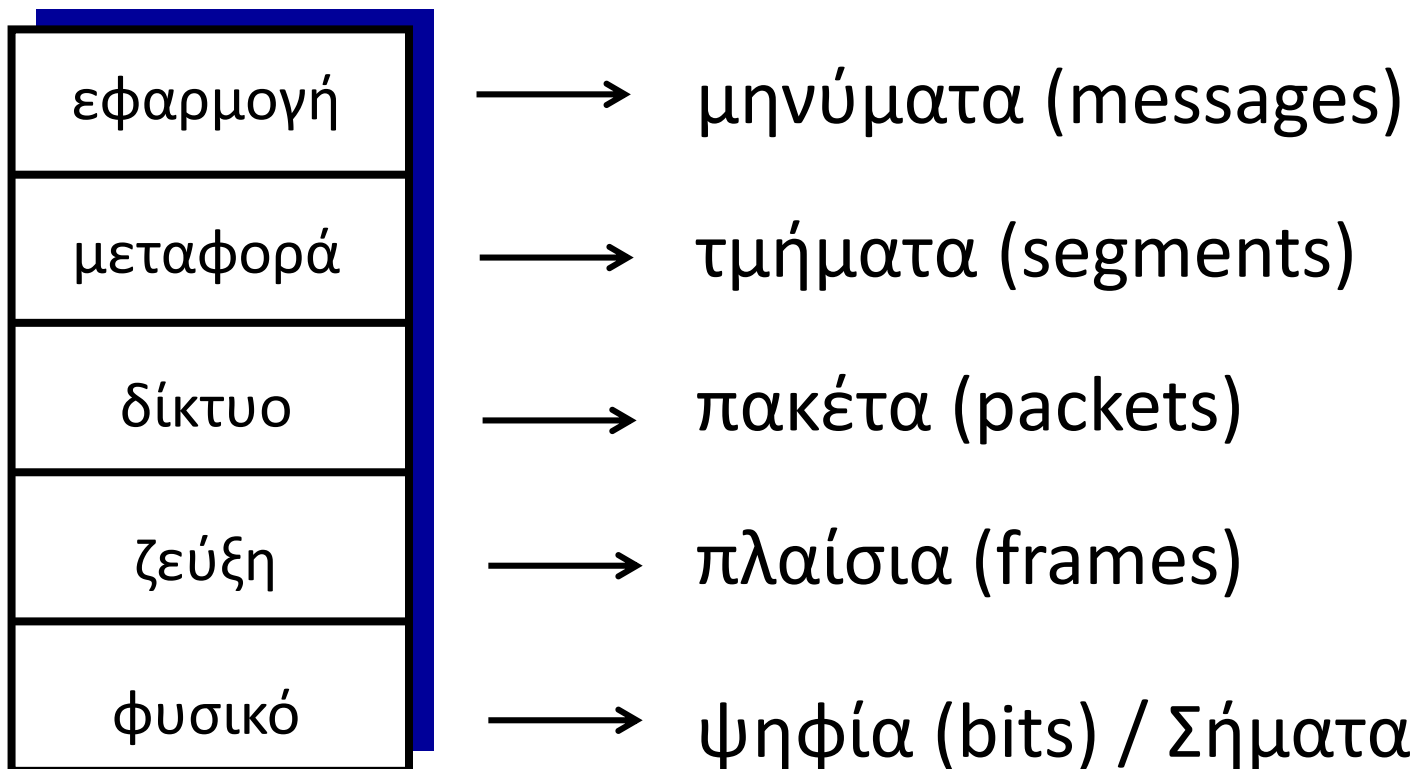 εφαρμογή → μηνύματα (messages)
μεταφορά → τμήματα (segments)
δίκτυο → πακέτα (packets)
ζεύξη → πλαίσια (frames)
φυσικό → ψηφία (bits) / Σήματα